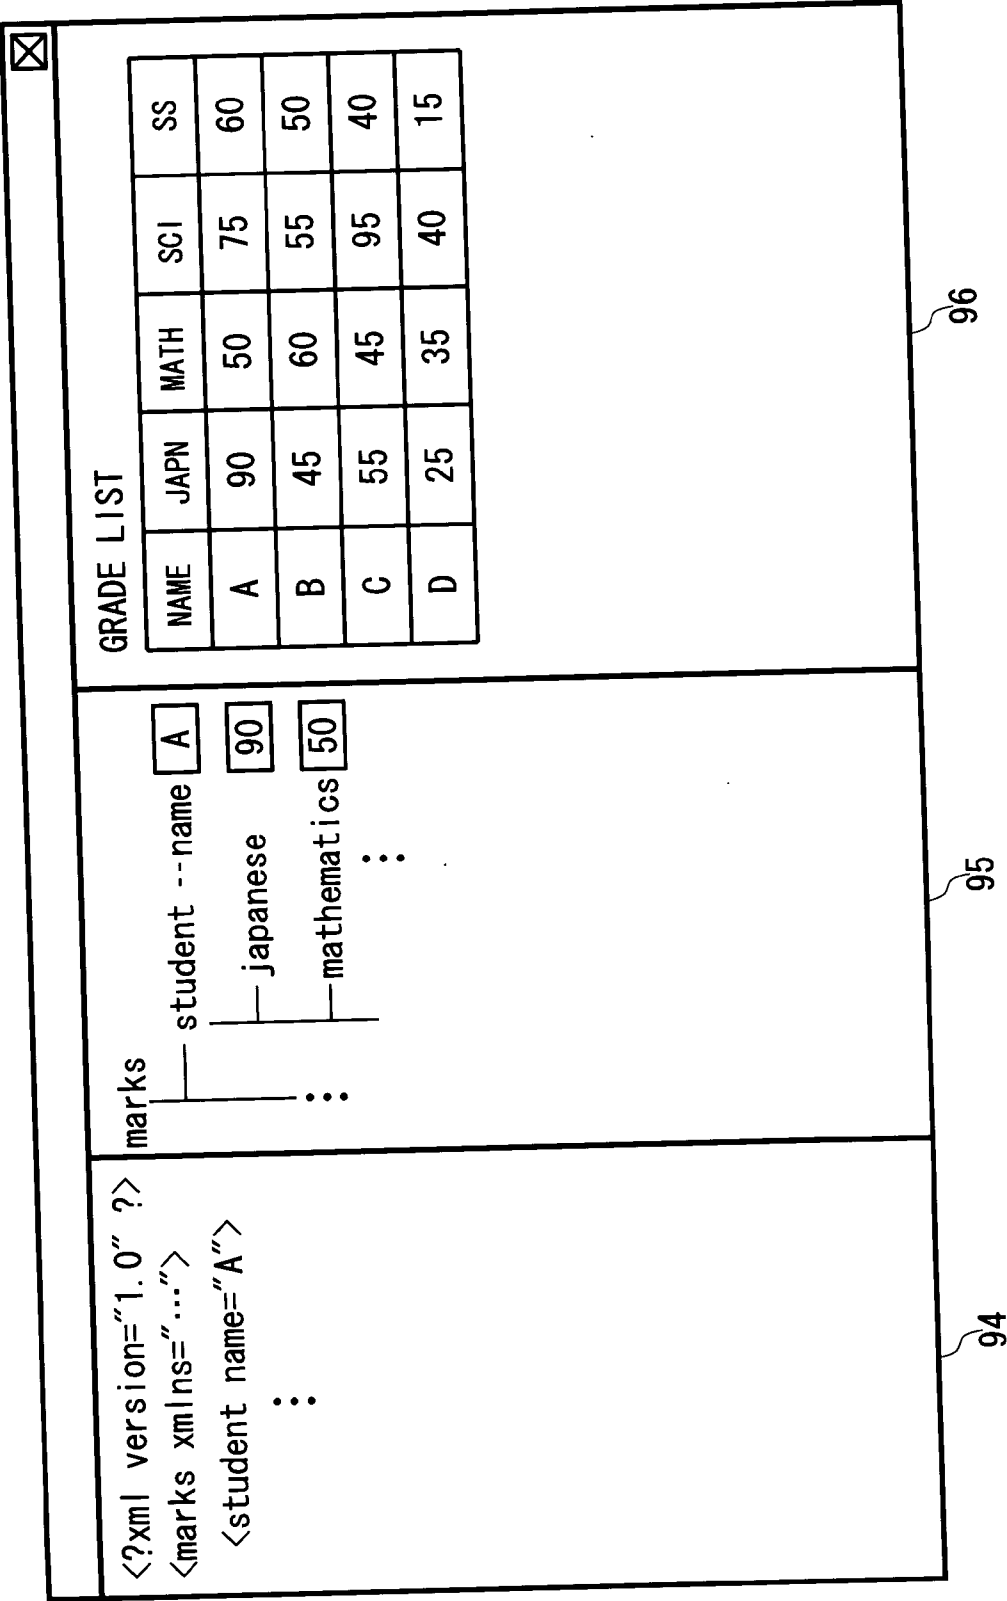 <?xml version="1.0" ?>
<marks xmlns="...">
<student name="A">
⋮
94
marks
student --name A
japanese 90
mathematics 50
⋮
⋮
95
GRADE LIST
NAME JAPN MATH SCI SS
A 90 50 75 60
B 45 60 55 50
C 55 45 95 40
D 25 35 40 15
96